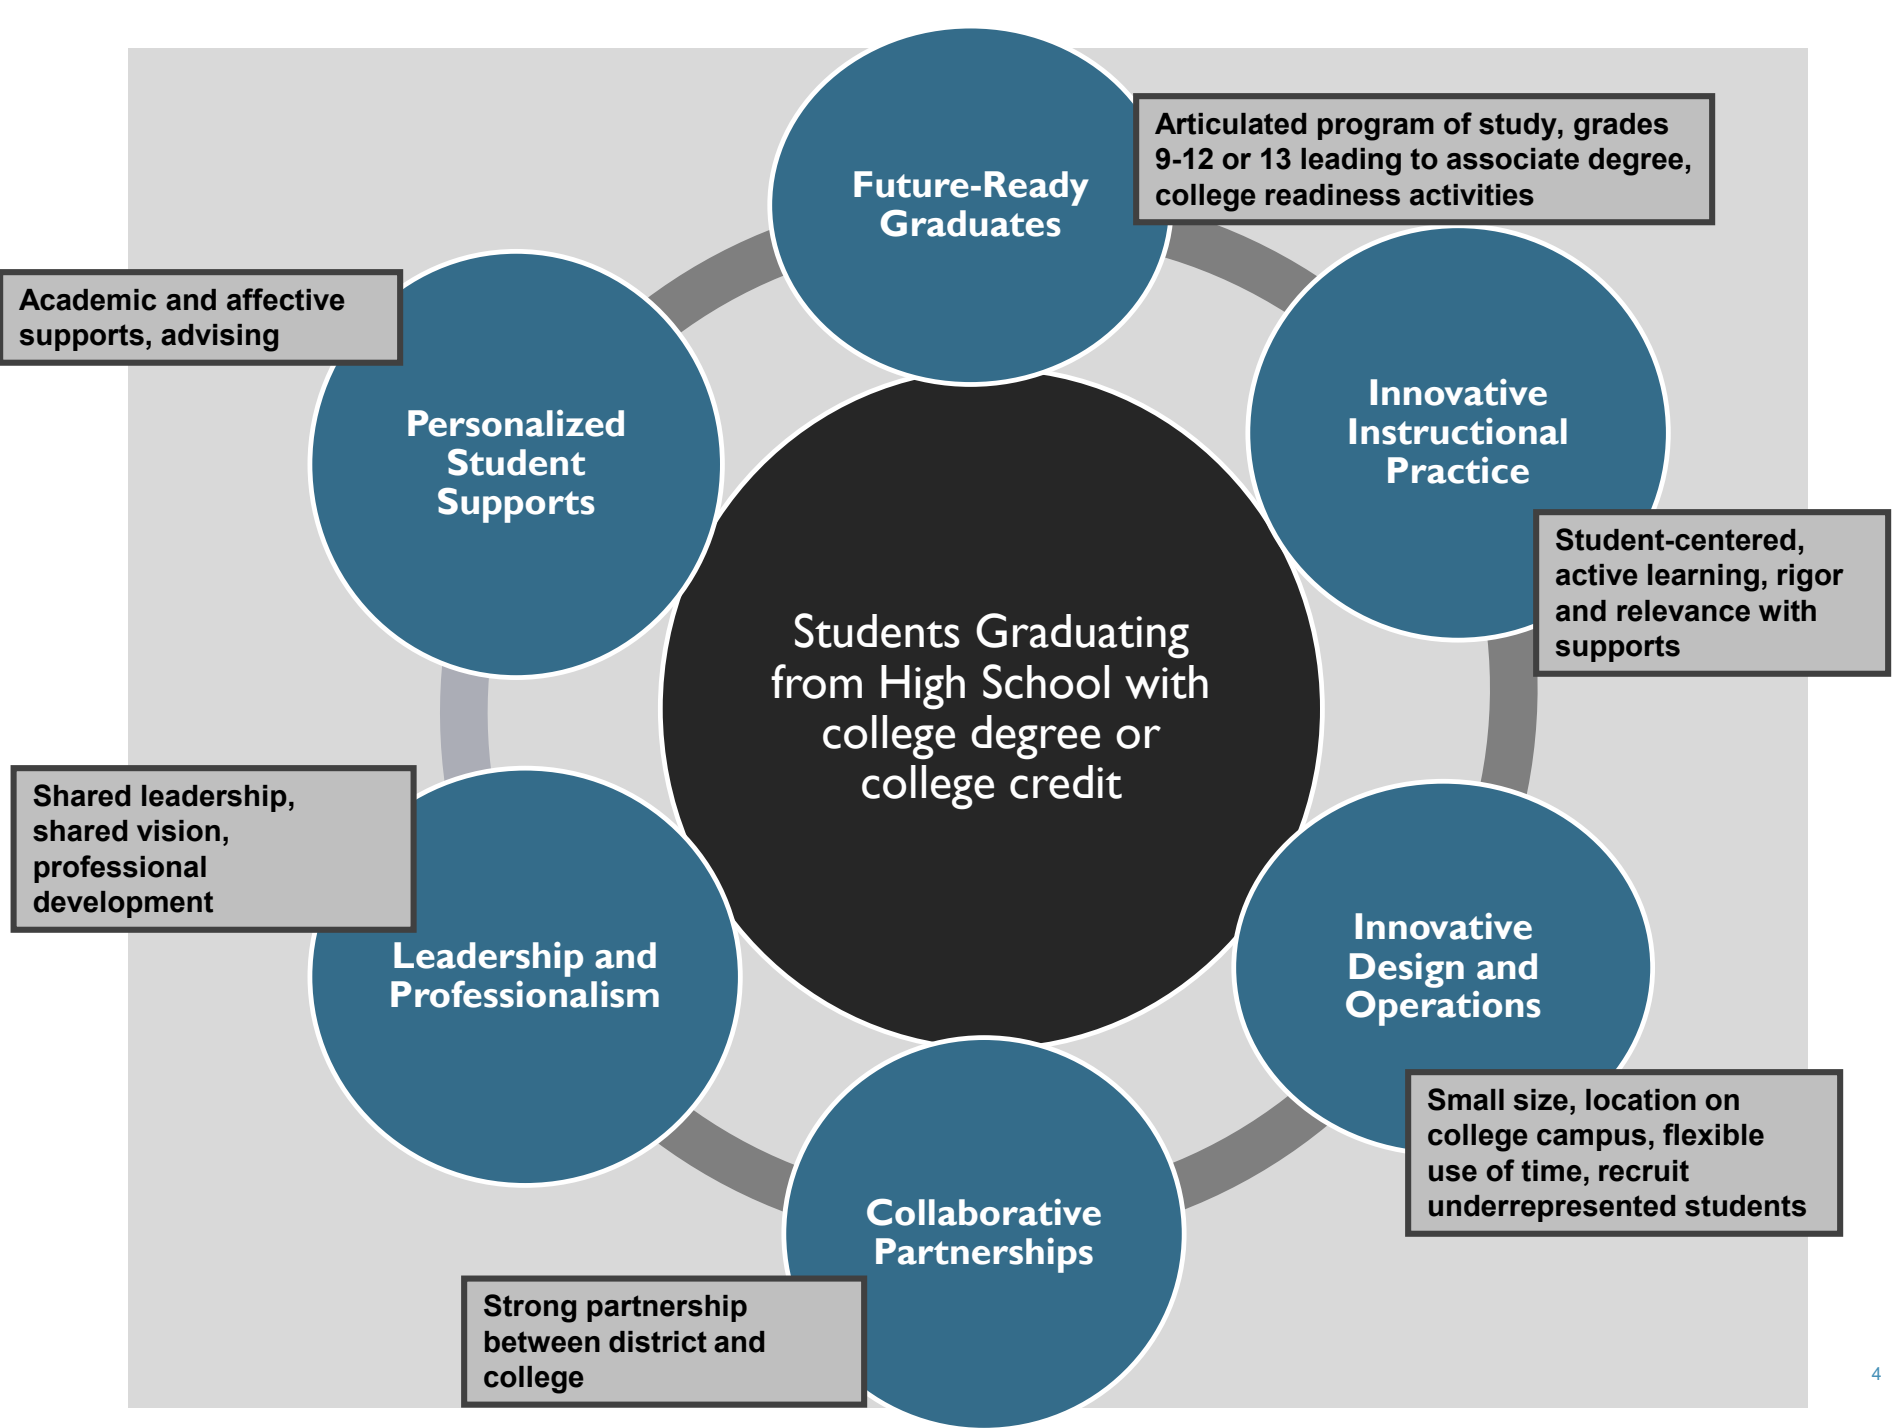 Future-Ready
Graduates
Articulated program of study, grades
9-12 or 13 leading to associate degree,
college readiness activities
Innovative
Instructional
Practice
Student-centered,
active learning, rigor
and relevance with
supports
Innovative
Design and
Operations
Small size, location on
college campus, flexible
use of time, recruit
underrepresented students
Collaborative
Partnerships
Strong partnership
between district and
college
Leadership and
Professionalism
Shared leadership,
shared vision,
professional
development
Personalized
Student
Supports
Academic and affective
supports, advising
Students Graduating
from High School with
college degree or
college credit
4